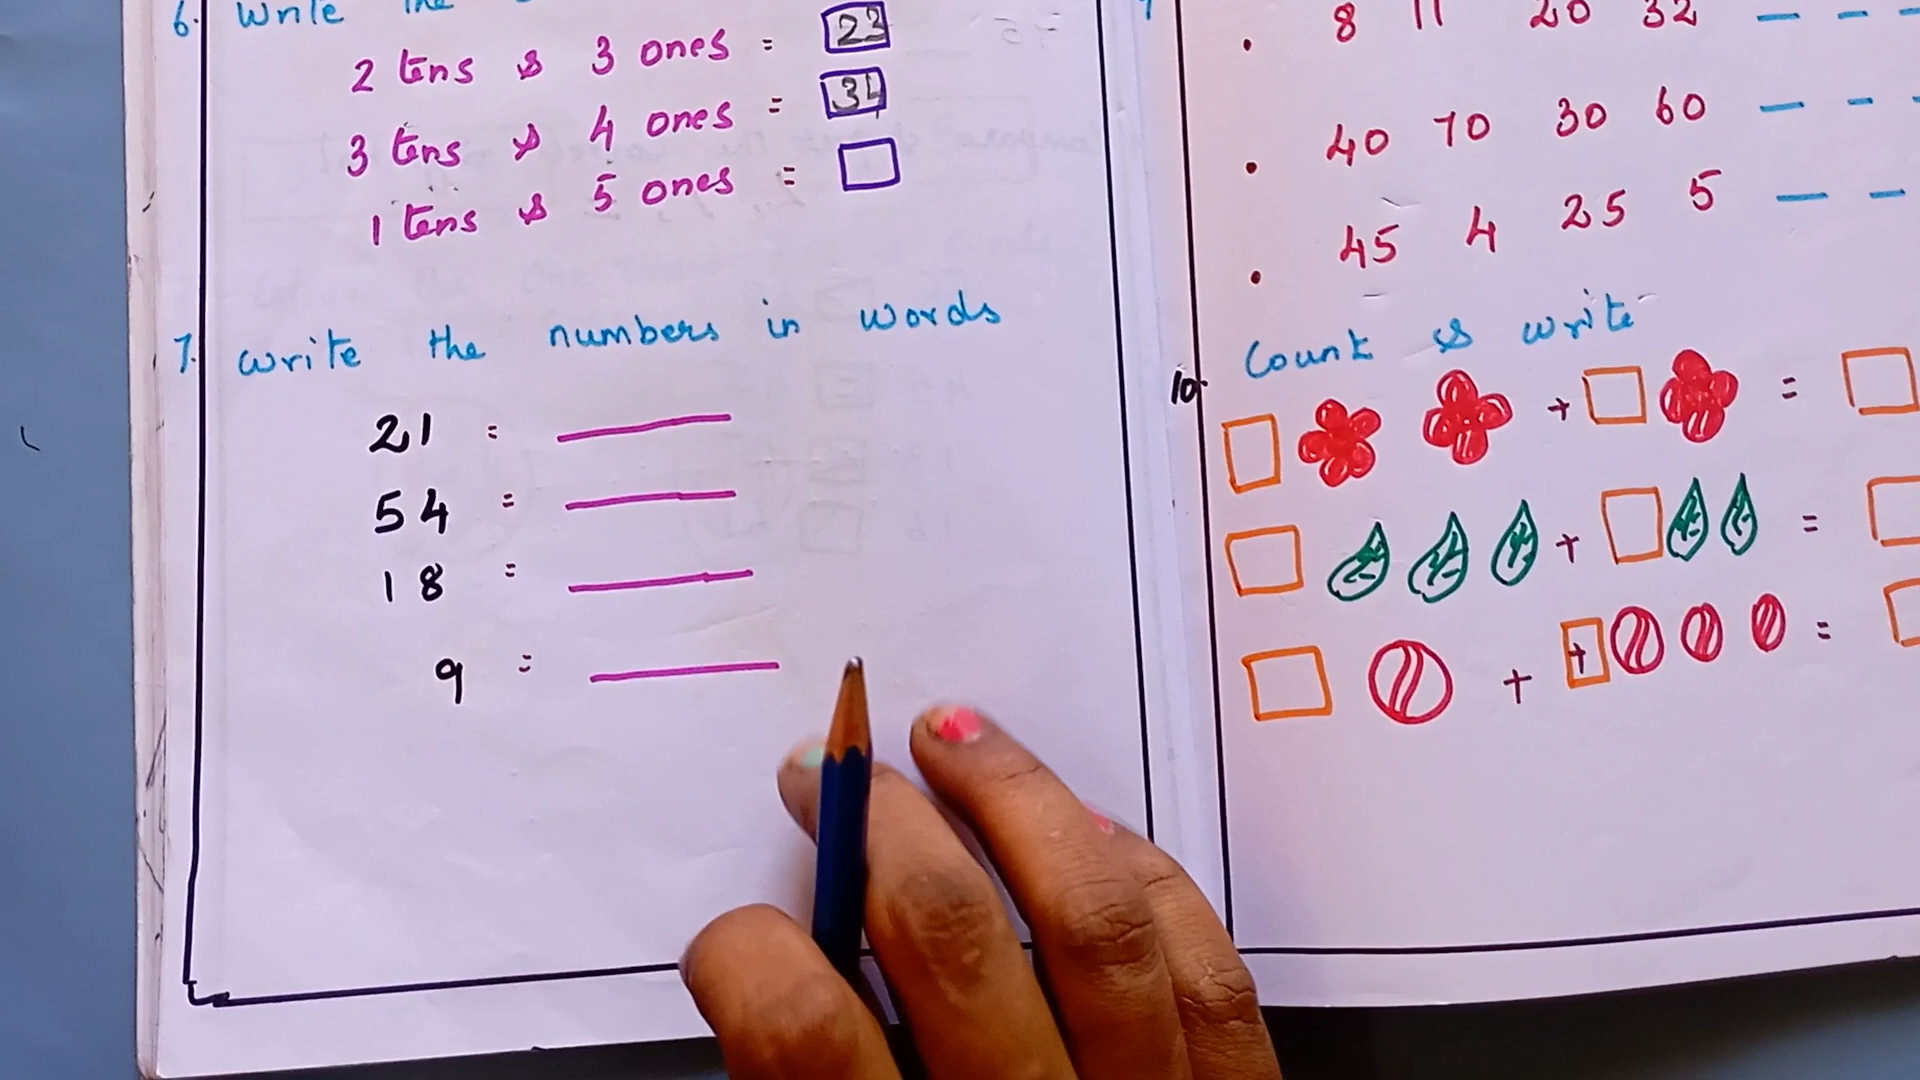 6. Write the
2 tens & 3 ones = 23
3 tens & 4 ones = 34
1 tens & 5 ones =
7. write the numbers in words
21 =
54 =
18 =
9 =
. 8 11 20 32 _ _ _
. 40 70 30 60 _ _ _
. 45 4 25 5 _ _
10. Count & write
+ =
+ =
+ + =